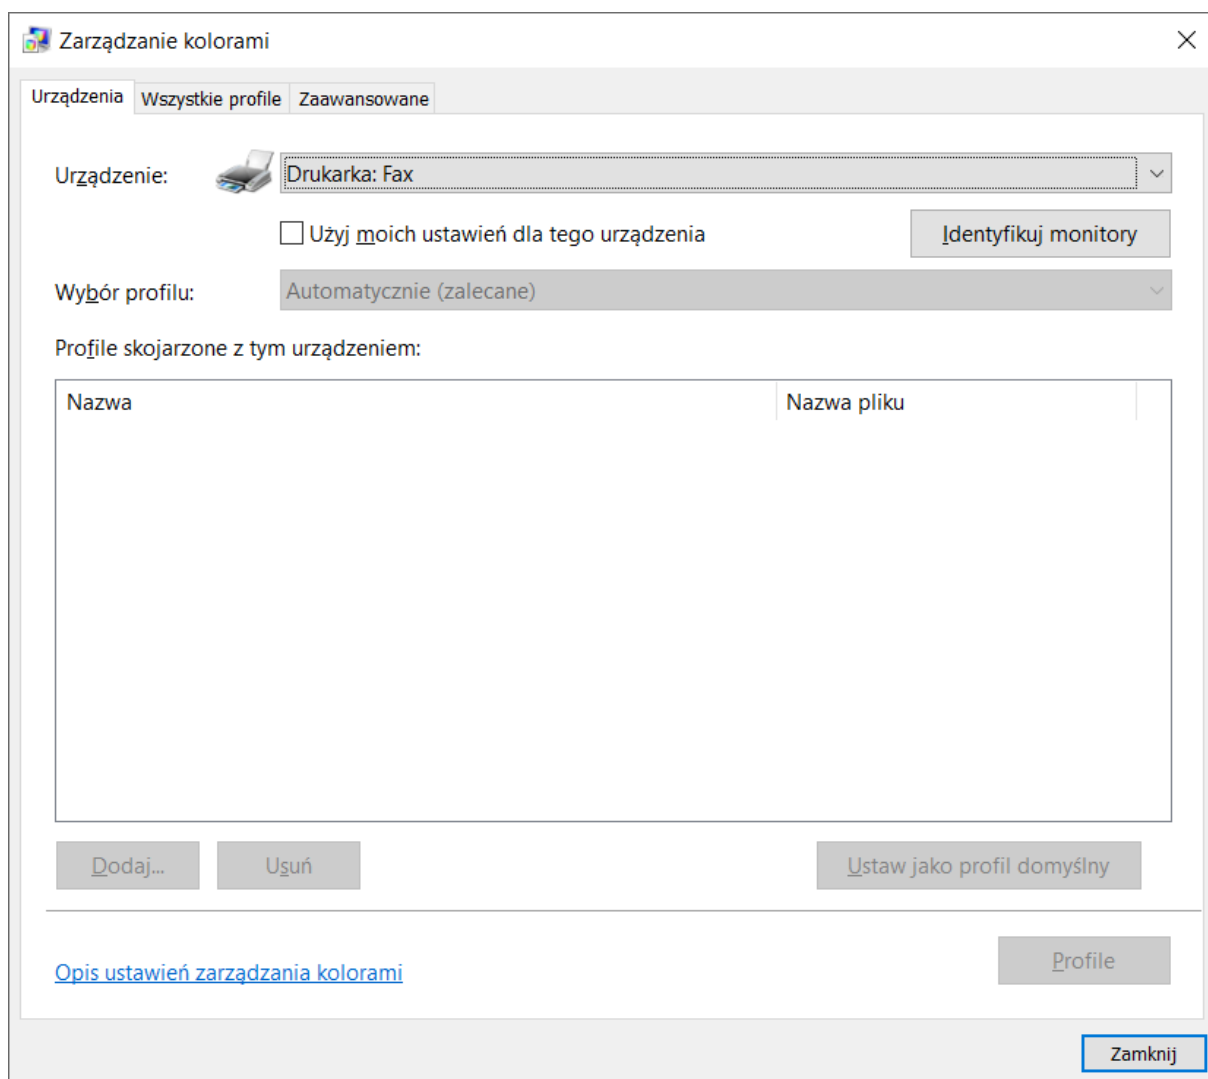 Zarządzanie kolorami
Urządzenia Wszystkie profile Zaawansowane
Urządzenie: Drukarka: Fax
Użyj moich ustawień dla tego urządzenia Identyfikuj monitory
Wybór profilu: Automatycznie (zalecane)
Profile skojarzone z tym urządzeniem:
Nazwa Nazwa pliku
Dodaj... Usuń Ustaw jako profil domyślny
Opis ustawień zarządzania kolorami Profile
Zamknij